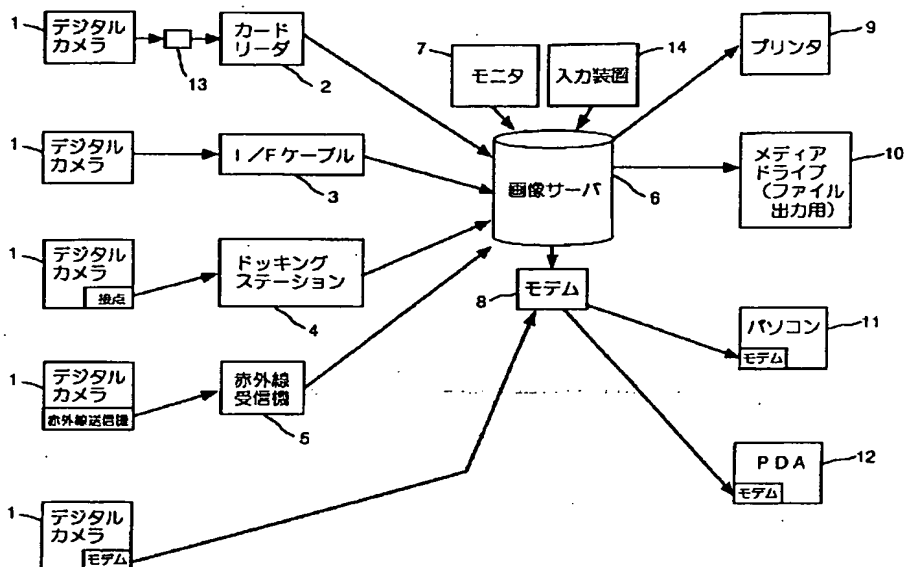 1
デジタル
カメラ
13
カード
リーダ
2
7
モニタ
14
入力装置
プリンタ
9
1
デジタル
カメラ
I/Fケーブル
3
画像サーバ
6
メディア
ドライブ
(ファイル
出力用)
10
1
デジタル
カメラ
接点
ドッキング
ステーション
4
8
モデム
パソコン
モデム
11
1
デジタル
カメラ
赤外線送信機
赤外線
受信機
5
PDA
モデム
12
1
デジタル
カメラ
モデム